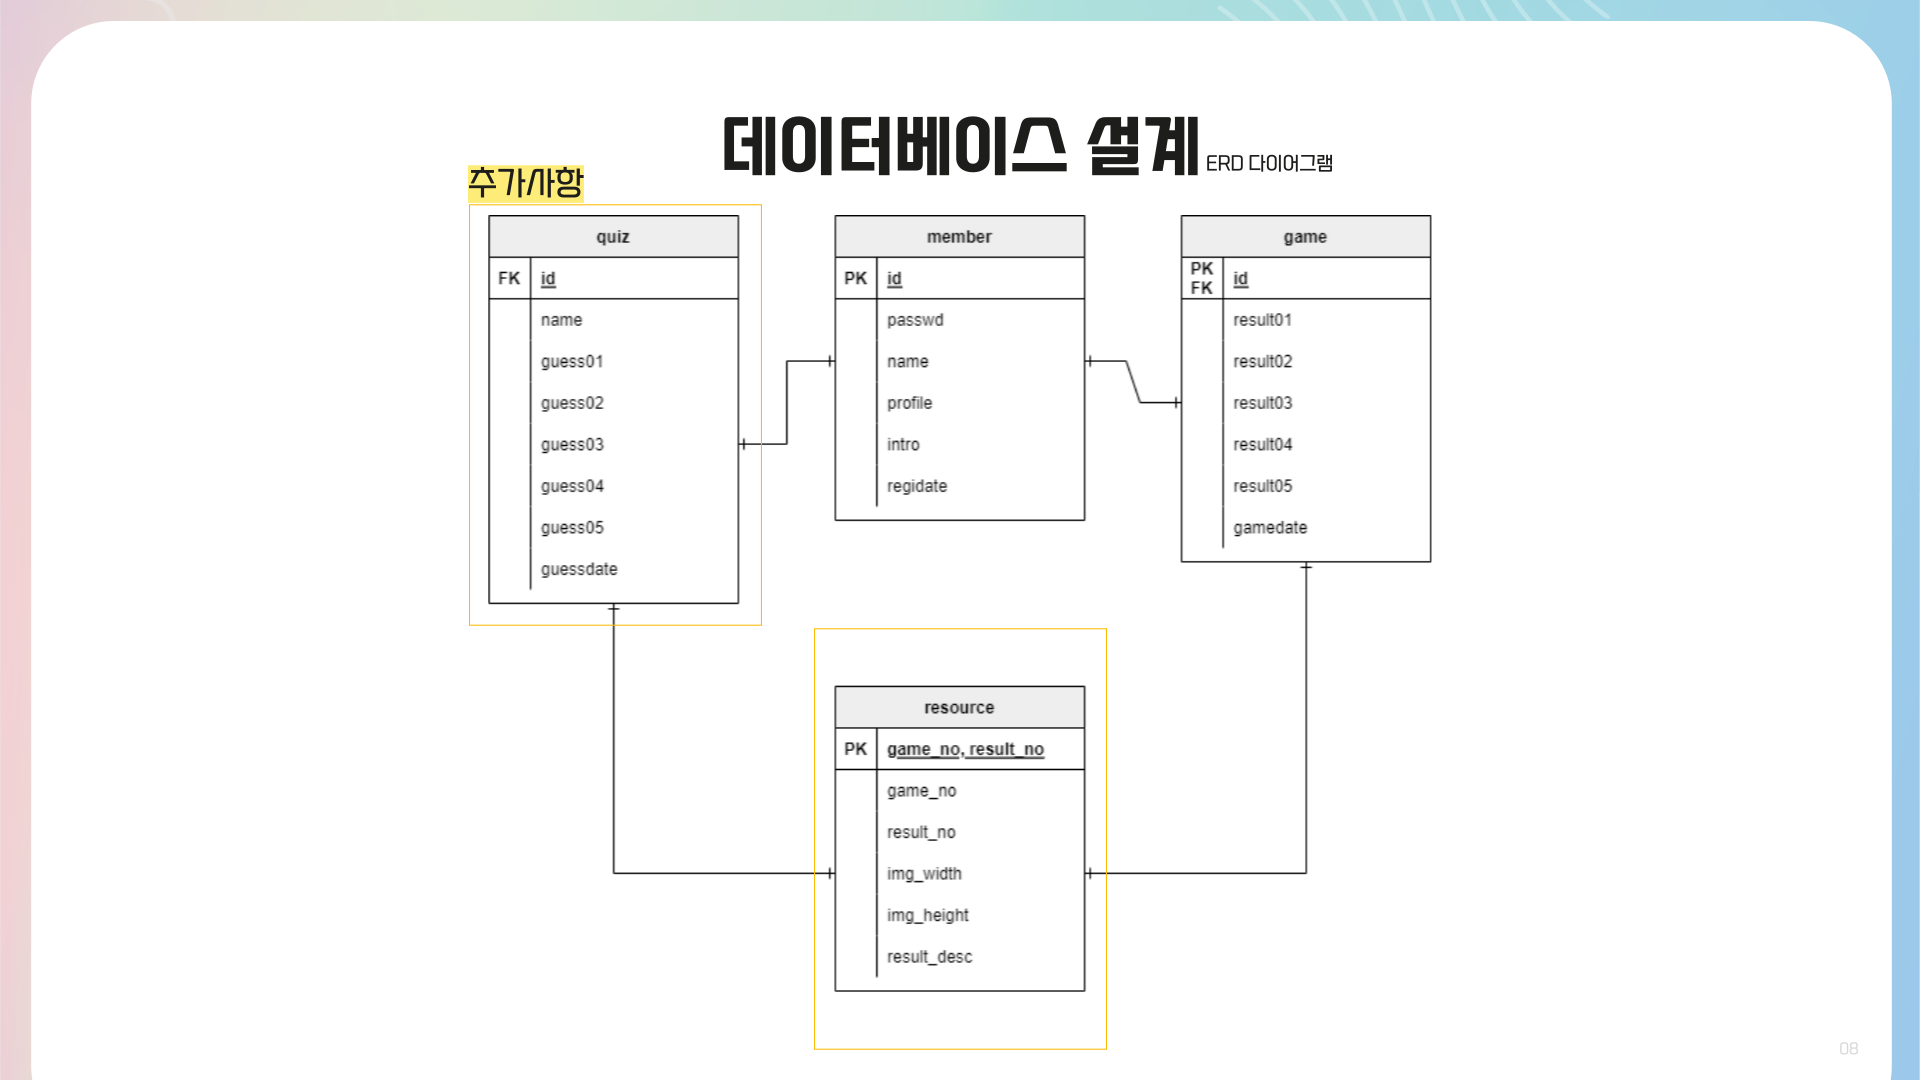 데이터베이스 설계 ERD 다이어그램
추가사항
quiz
FK id
name
guess01
guess02
guess03
guess04
guess05
guessdate
member
PK id
passwd
name
profile
intro
regidate
game
PK
FK
id
result01
result02
result03
result04
result05
gamedate
resource
PK game_no, result_no
game_no
result_no
img_width
img_height
result_desc
08